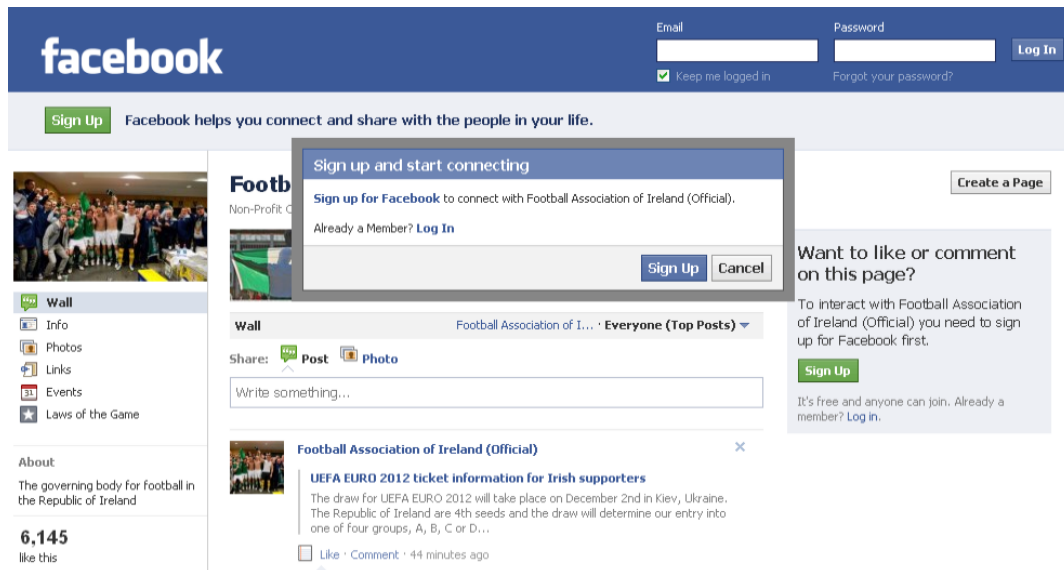 Email
Password
facebook
Log In
Keep me logged in
Forgot your password?
Sign Up
Facebook helps you connect and share with the people in your life.
Sign up and start connecting
Sign up for Facebook to connect with Football Association of Ireland (Official).
Already a Member? Log In
Sign Up
Cancel
Footb
Non-Profit
Create a Page
Want to like or comment
on this page?
To interact with Football Association
of Ireland (Official) you need to sign
up for Facebook first.
Sign Up
It's free and anyone can join. Already a
member? Log in.
Wall
Info
Photos
Links
31
Events
Laws of the Game
About
The governing body for football in
the Republic of Ireland
6,145
like this
Wall
Football Association of I... · Everyone (Top Posts)
Share:
Post
Photo
Write something...
Football Association of Ireland (Official)
UEFA EURO 2012 ticket information for Irish supporters
The draw for UEFA EURO 2012 will take place on December 2nd in Kiev, Ukraine.
The Republic of Ireland are 4th seeds and the draw will determine our entry into
one of four groups, A, B, C or D...
Like · Comment · 44 minutes ago